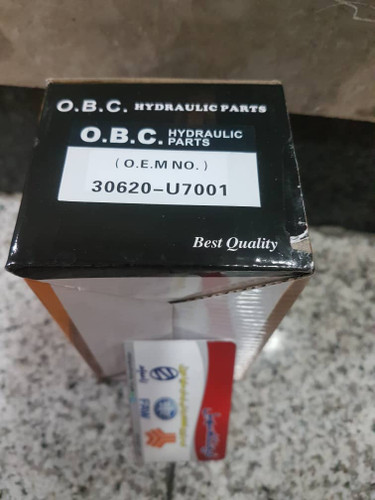 O.B.C. HYDRAULIC PARTS
O.B.C. HYDRAULIC
PARTS
( O.E.M NO. )
30620-U7001
Best Quality